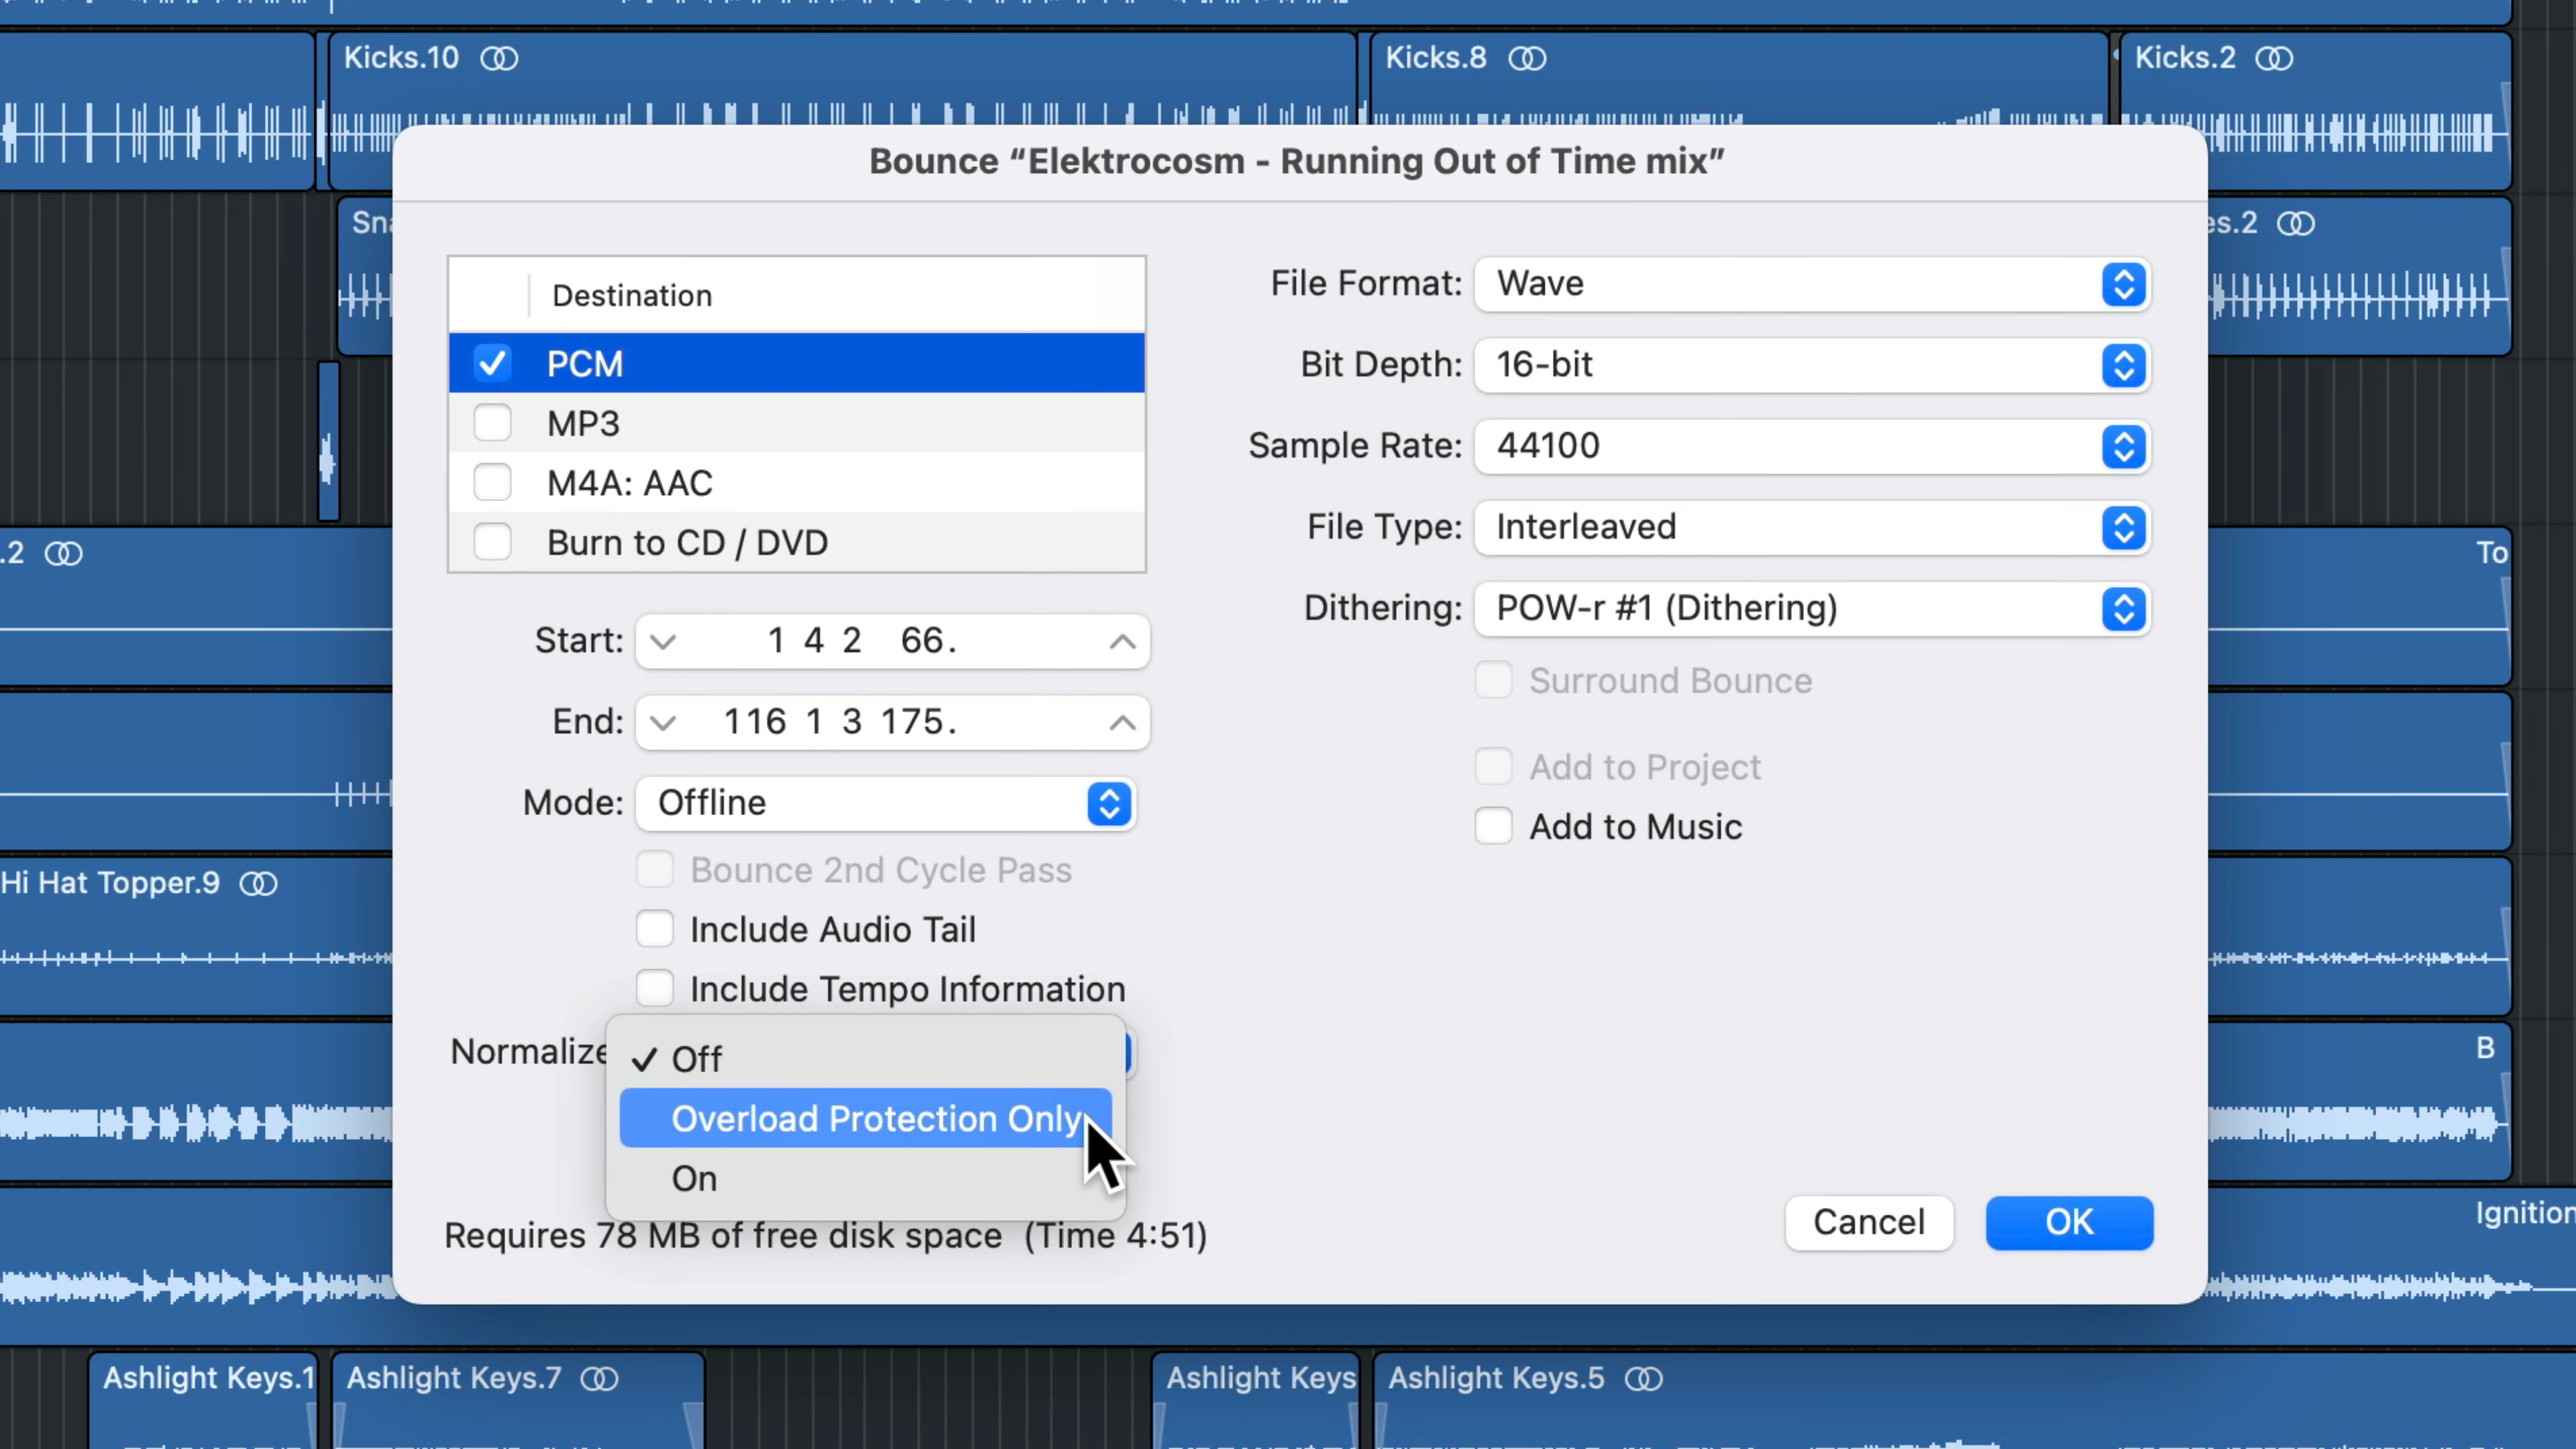 Kicks.10
Kicks.8
Kicks.2
Bounce “Elektrocosm - Running Out of Time mix”
Sna
es.2
Destination
PCM
MP3
M4A: AAC
Burn to CD / DVD
File Format: Wave
Bit Depth: 16-bit
Sample Rate: 44100
File Type: Interleaved
Dithering: POW-r #1 (Dithering)
Surround Bounce
Add to Project
Add to Music
.2
To
Start: 1 4 2 66.
End: 116 1 3 175.
Mode: Offline
Bounce 2nd Cycle Pass
Include Audio Tail
Include Tempo Information
Hi Hat Topper.9
Normalize
✓ Off
Overload Protection Only
On
B
Requires 78 MB of free disk space (Time 4:51)
Cancel
OK
Ignition
Ashlight Keys.1
Ashlight Keys.7
Ashlight Keys
Ashlight Keys.5